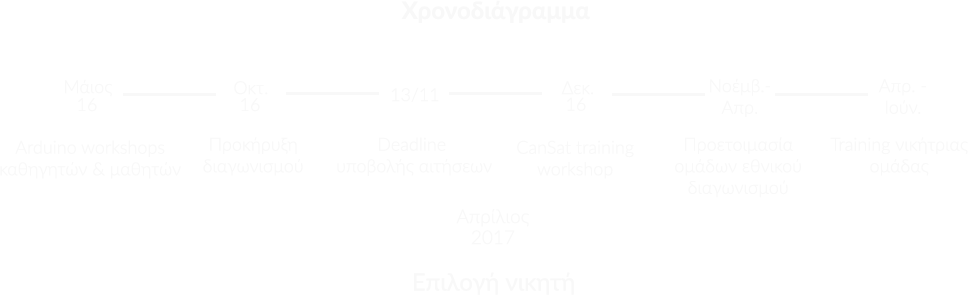 Χρονοδιάγραμμα
Μάιος
16
Οκτ
16
13/11
Δεκ
16
Νοέμβ
Απρ.
Απρ. -
Ιουν.
Arduino workshops
καθηγητών & μαθητών
Προκήρυξη
διαγωνισμού
Deadline
υποβολής αιτήσεων
CanSat training
workshop
Προετοιμασία
ομάδων εθνικού
διαγωνισμού
Training νικήτριας
ομάδας
Απρίλιος
2017
Επιλογή νικητή